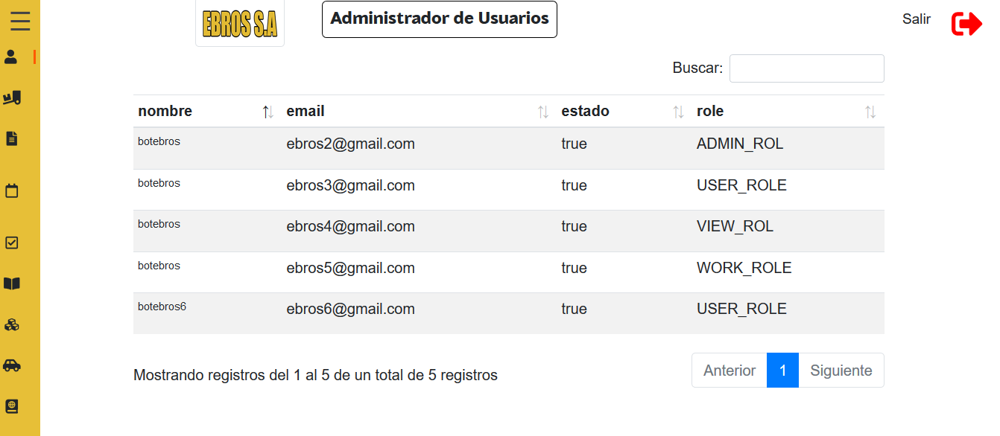 EBROS S.A
Administrador de Usuarios
Salir
Buscar:
nombre email estado role
botebros ebros2@gmail.com true ADMIN_ROL
botebros ebros3@gmail.com true USER_ROLE
botebros ebros4@gmail.com true VIEW_ROL
botebros ebros5@gmail.com true WORK_ROLE
botebros6 ebros6@gmail.com true USER_ROLE
Mostrando registros del 1 al 5 de un total de 5 registros
Anterior 1 Siguiente